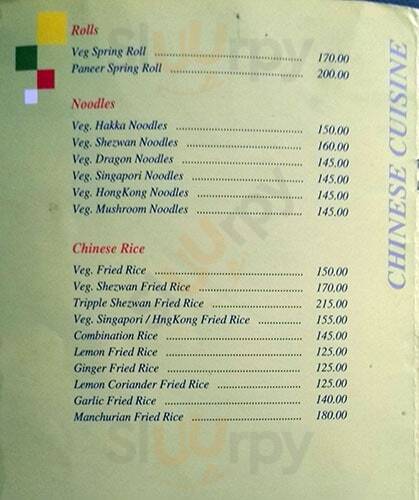 Rolls
Veg Spring Roll 170.00
Paneer Spring Roll 200.00
Noodles
Veg. Hakka Noodles 150.00
Veg. Shezwan Noodles 160.00
Veg. Dragon Noodles 145.00
Veg. Singapori Noodles 145.00
Veg. HongKong Noodles 145.00
Veg. Mushroom Noodles 145.00
Chinese Rice
Veg. Fried Rice 150.00
Veg. Shezwan Fried Rice 170.00
Tripple Shezwan Fried Rice 215.00
Veg. Singapori / HngKong Fried Rice 155.00
Combination Rice 145.00
Lemon Fried Rice 125.00
Ginger Fried Rice 125.00
Lemon Coriander Fried Rice 125.00
Garlic Fried Rice 140.00
Manchurian Fried Rice 180.00
CHINESE CUISINE
Sluurpy
Sluurpy
Sluurpy